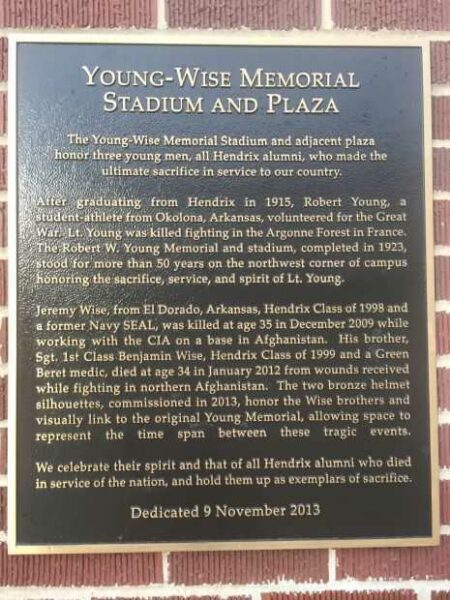 YOUNG-WISE MEMORIAL
STADIUM AND PLAZA
The Young-Wise Memorial Stadium and adjacent plaza
honor three young men, all Hendrix alumni, who made the
ultimate sacrifice in service to our country.
After graduating from Hendrix in 1915, Robert Young, a
student-athlete from Okolona, Arkansas, volunteered for the Great
War. Lt. Young was killed fighting in the Argonne Forest in France.
The Robert W. Young Memorial and stadium, completed in 1923,
stood for more than 50 years on the northwest corner of campus
honoring the sacrifice, service, and spirit of Lt. Young.
Jeremy Wise, from El Dorado, Arkansas, Hendrix Class of 1998 and
a former Navy SEAL, was killed at age 35 in December 2009 while
working with the CIA on a base in Afghanistan. His brother,
Sgt. 1st Class Benjamin Wise, Hendrix Class of 1999 and a Green
Beret medic, died at age 34 in January 2012 from wounds received
while fighting in northern Afghanistan. The two bronze helmet
silhouettes, commissioned in 2013, honor the Wise brothers and
visually link to the original Young Memorial, allowing space to
represent the time span between these tragic events.
We celebrate their spirit and that of all Hendrix alumni who died
in service of the nation, and hold them up as exemplars of sacrifice.
Dedicated 9 November 2013